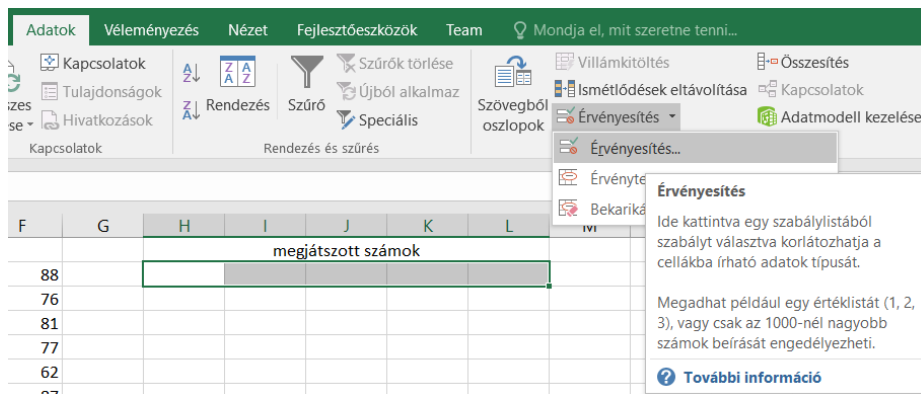 Adatok Véleményezés Nézet Fejlesztőeszközök Team Mondja el, mit szeretne tenni...
Kapcsolatok
Tulajdonságok
Hivatkozások
Kapcsolatok
Rendezés
Szűrő
Szűrők törlése
Újból alkalmaz
Speciális
Rendezés és szűrés
Szövegből
oszlopok
Villámkitöltés
Ismétlődések eltávolítása
Érvényesítés
Összesítés
Kapcsolatok
Adatmodell kezelése
Érvényesítés...
Érvényesítés
Ide kattintva egy szabálylistából
szabályt választva korlátozhatja a
cellákba írható adatok típusát.
Megadhat például egy értéklistát (1, 2,
3), vagy csak az 1000-nél nagyobb
számok beírását engedélyezheti.
További információ
F G H I J K L M
megjátszott számok
88
76
81
77
62